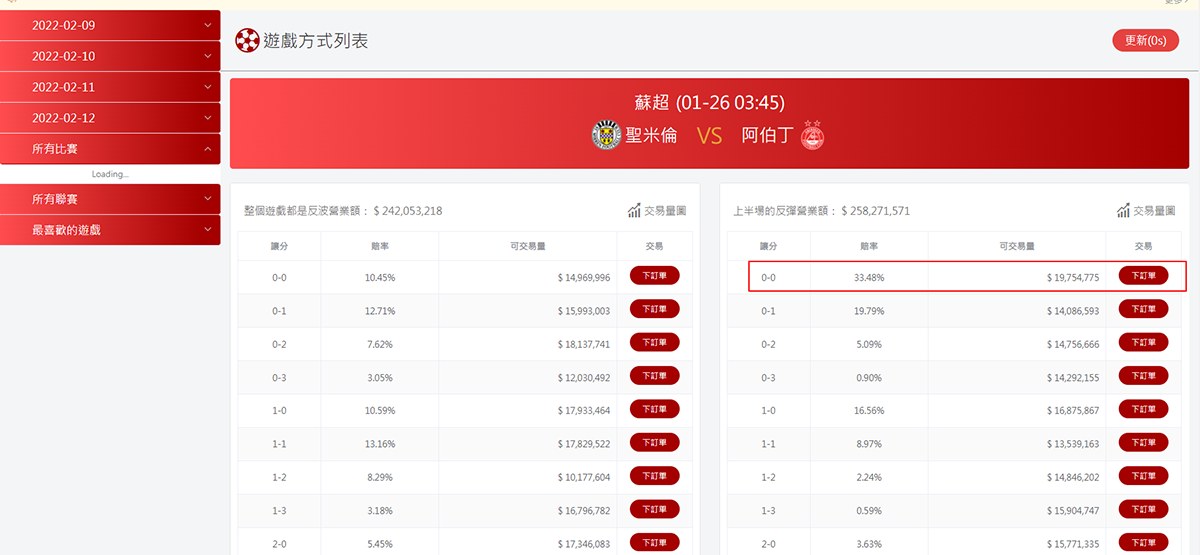 更多 >
2022-02-09
2022-02-10
2022-02-11
2022-02-12
所有比賽
Loading...
所有聯賽
最喜歡的遊戲
遊戲方式列表
更新(0s)
蘇超 (01-26 03:45)
聖米倫 VS 阿伯丁
整個遊戲都是反波營業額： $ 242,053,218 交易量圖
讓分 賠率 可交易量 交易
0-0 10.45% $ 14,969,996 下訂單
0-1 12.71% $ 15,993,003 下訂單
0-2 7.62% $ 18,137,741 下訂單
0-3 3.05% $ 12,030,492 下訂單
1-0 10.59% $ 17,933,464 下訂單
1-1 13.16% $ 17,829,522 下訂單
1-2 8.29% $ 10,177,604 下訂單
1-3 3.18% $ 16,796,782 下訂單
2-0 5.45% $ 17,346,083 下訂單
上半場的反彈營業額： $ 258,271,571 交易量圖
讓分 賠率 可交易量 交易
0-0 33.48% $ 19,754,775 下訂單
0-1 19.79% $ 14,086,593 下訂單
0-2 5.09% $ 14,756,666 下訂單
0-3 0.90% $ 14,292,155 下訂單
1-0 16.56% $ 16,875,867 下訂單
1-1 8.97% $ 13,539,163 下訂單
1-2 2.24% $ 14,846,202 下訂單
1-3 0.59% $ 15,904,747 下訂單
2-0 3.63% $ 15,771,335 下訂單